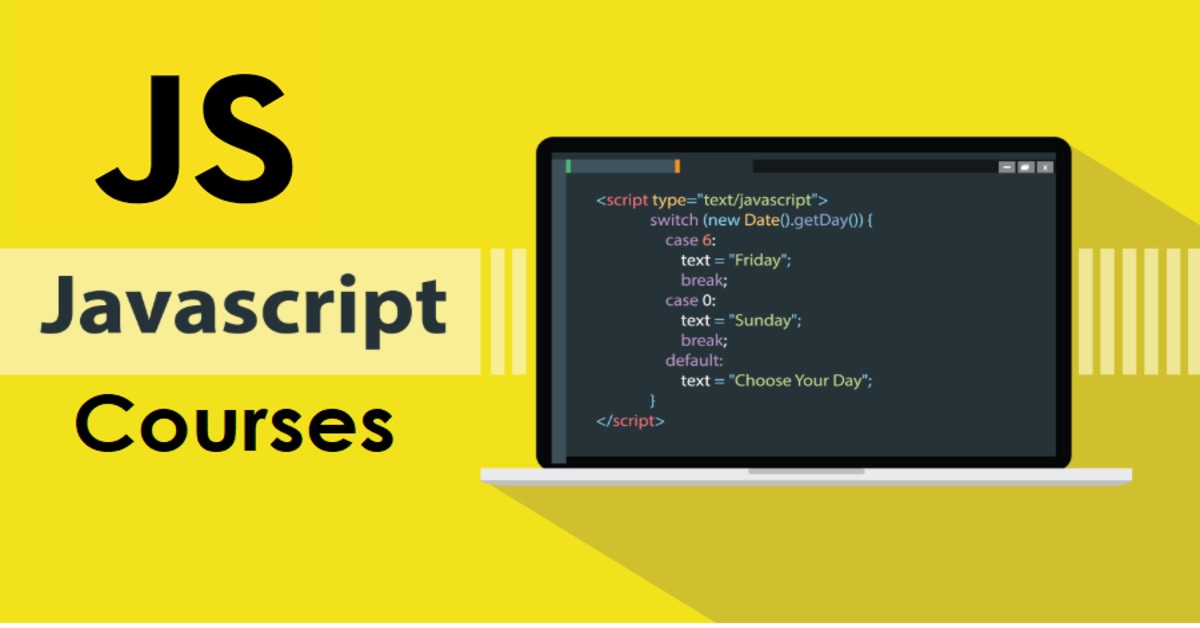 JS
Javascript
Courses
<script type="text/javascript">
switch (new Date().getDay()) {
case 6:
text = "Friday";
break;
case 0:
text = "Sunday";
break;
default:
text = "Choose Your Day";
}
</script>